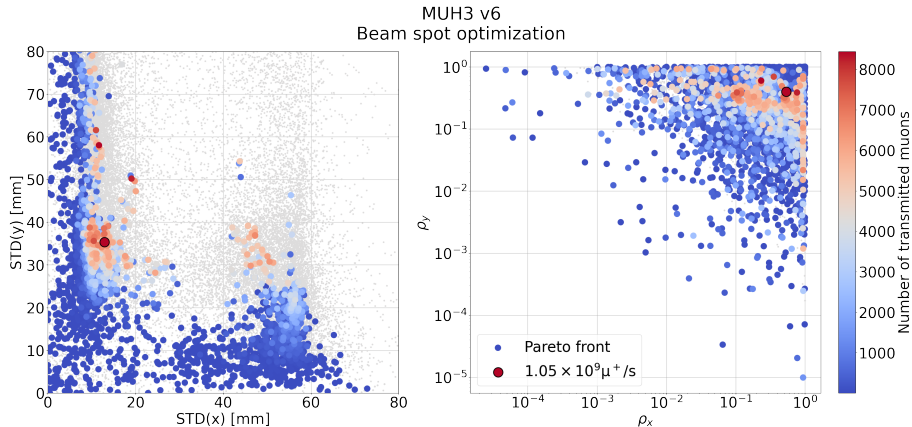 MUH3 v6
Beam spot optimization
80
70
60
50
40
30
20
10
0
STD(y) [mm]
0 20 40 60 80
STD(x) [mm]
10⁰
10⁻¹
10⁻²
10⁻³
10⁻⁴
10⁻⁵
ρy
Pareto front
1.05 × 10⁹μ⁺/s
10⁻⁴ 10⁻³ 10⁻² 10⁻¹ 10⁰
ρx
8000
7000
6000
5000
4000
3000
2000
1000
Number of transmitted muons